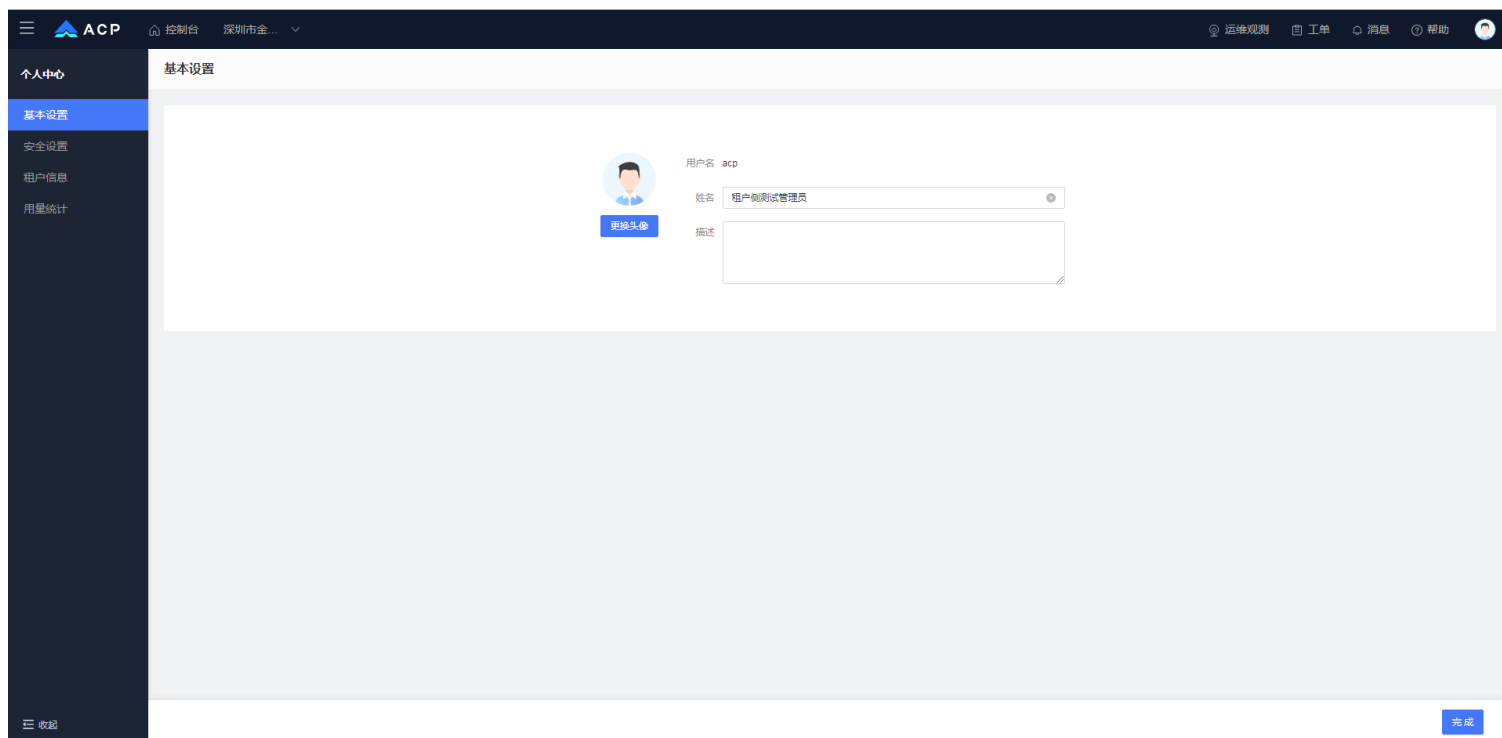 ACP 控制台 深圳市金... 运维观测 工单 消息 帮助
个人中心
基本设置
基本设置
安全设置
租户信息
用量统计
用户名 acp
姓名 租户侧测试管理员
更换头像
描述
收起
完成